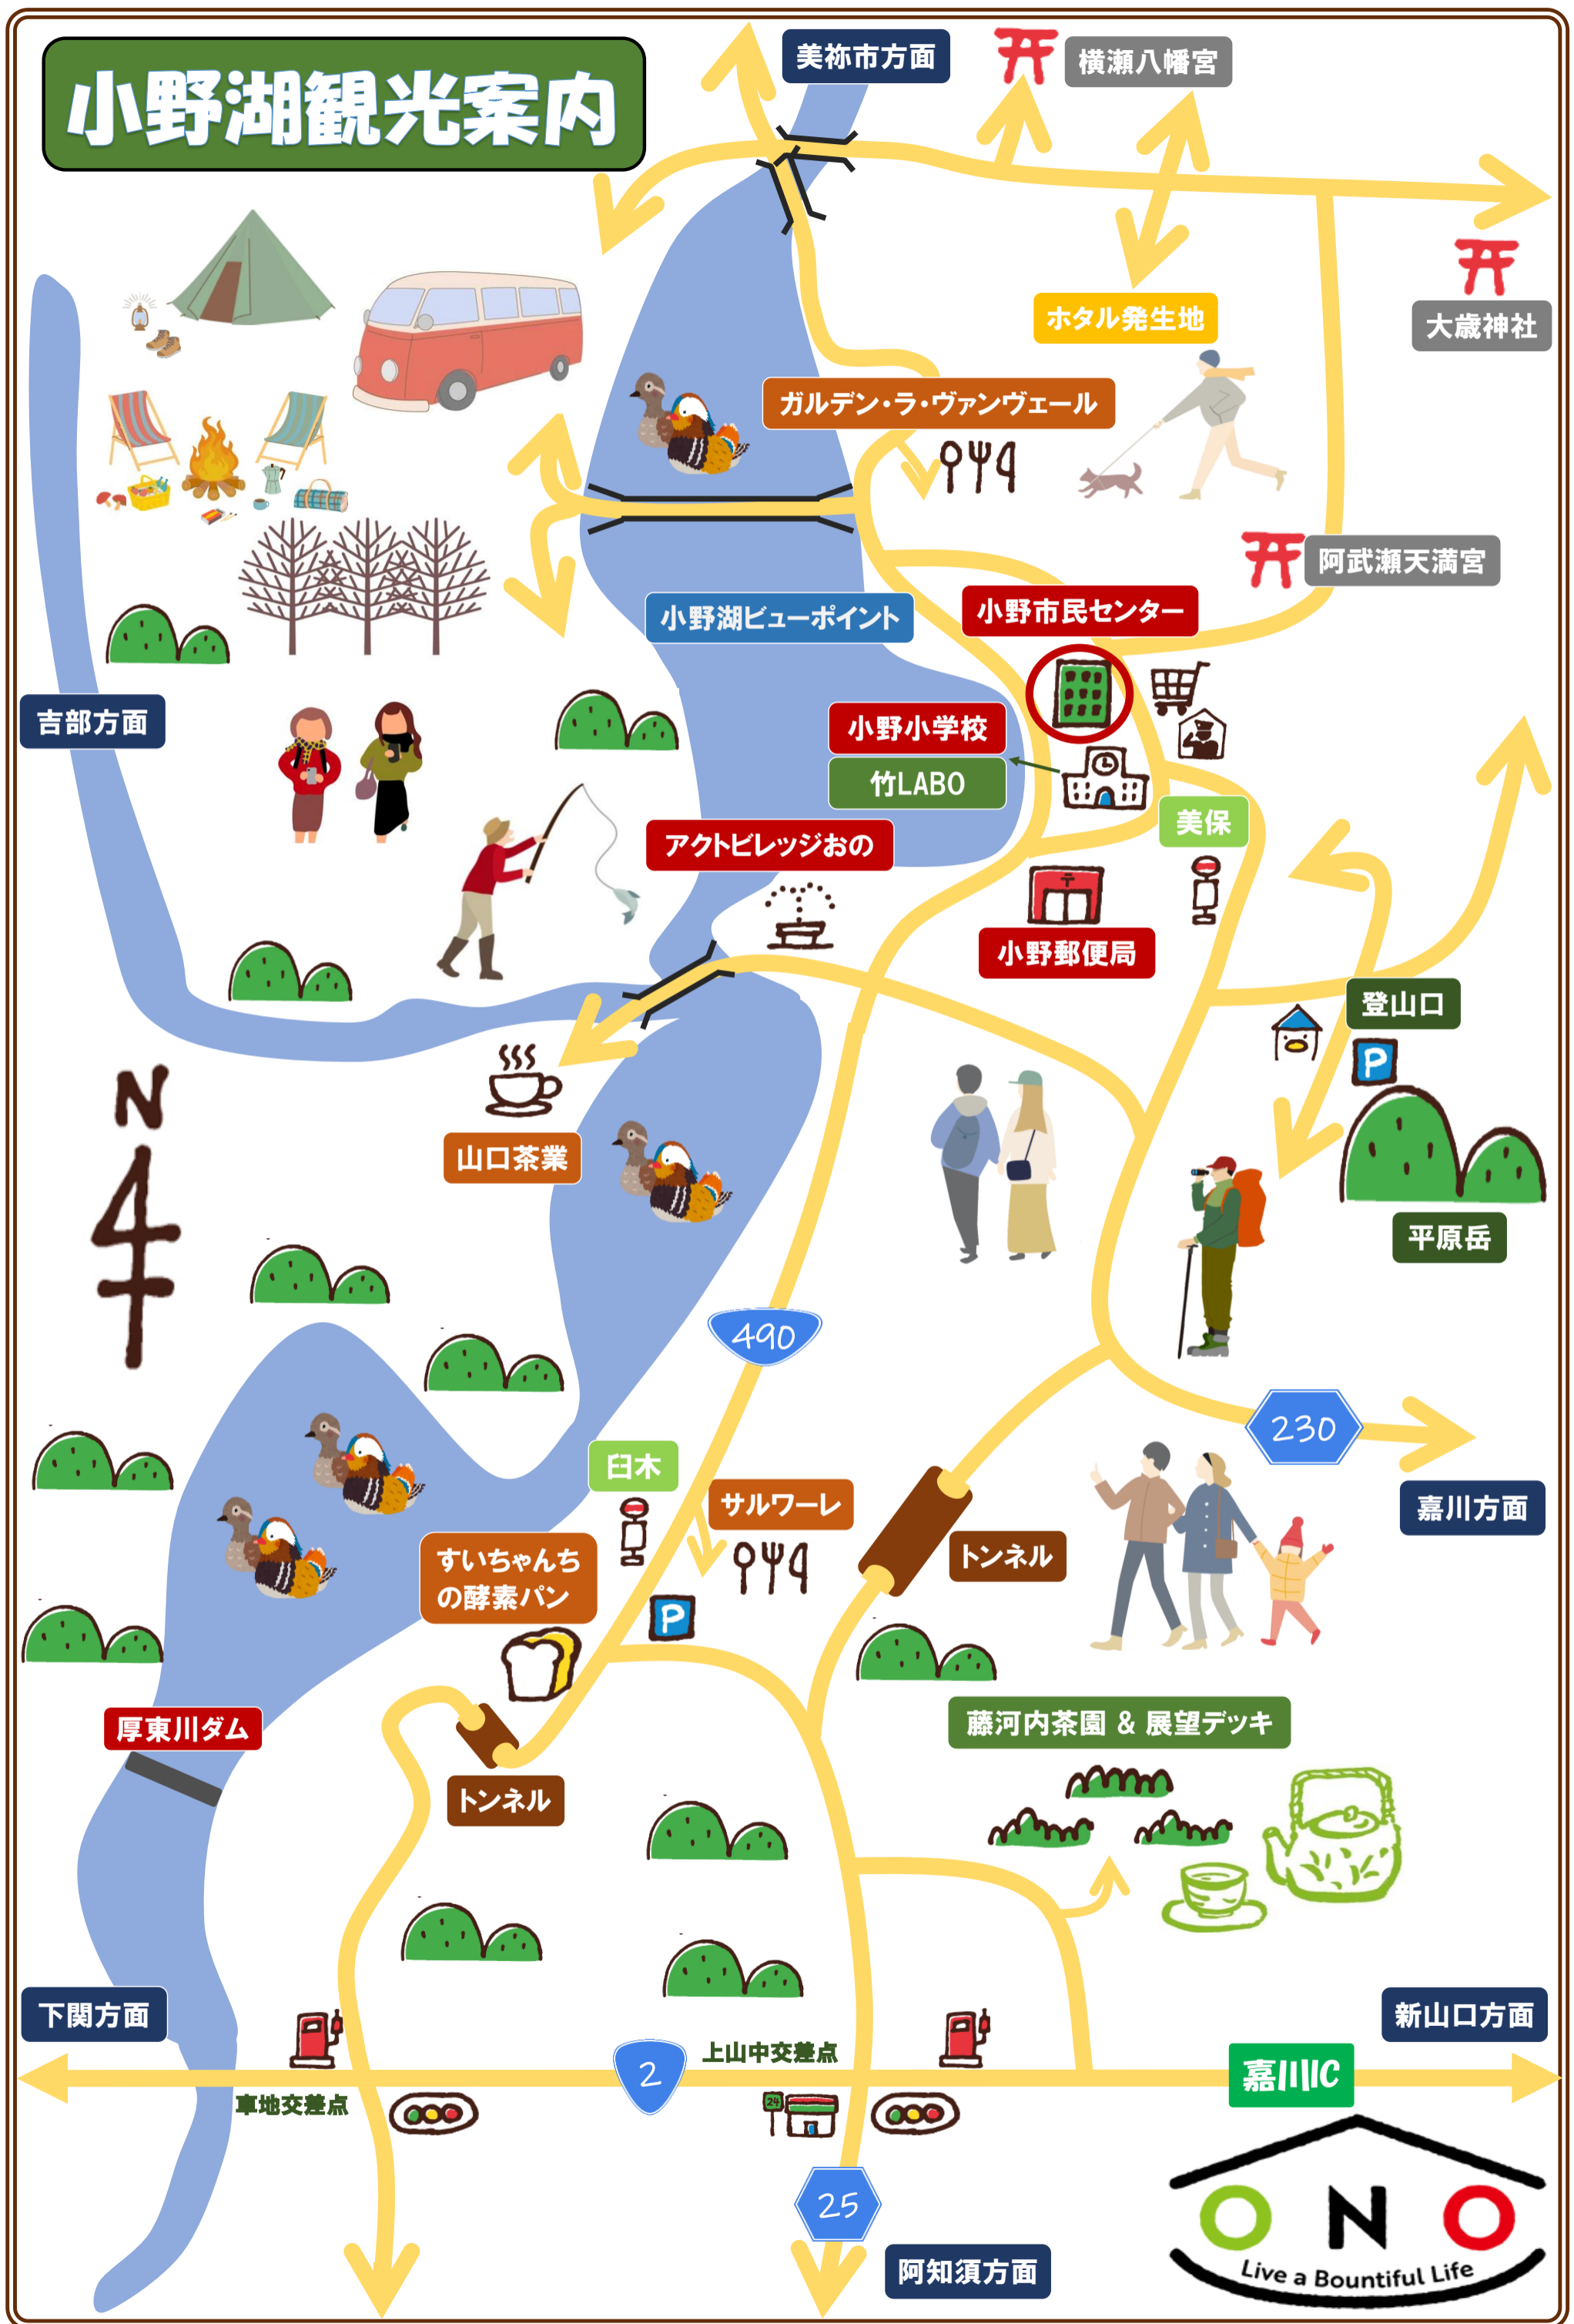 小野湖観光案内
美祢市方面
横瀬八幡宮
大歳神社
ホタル発生地
ガルデン・ラ・ヴァンヴェール
阿武瀬天満宮
小野湖ビューポイント
小野市民センター
吉部方面
小野小学校
竹LABO
美保
アクトビレッジおの
〒
小野郵便局
登山口
P
N
山口茶業
平原岳
490
230
嘉川方面
臼木
サルワーレ
トンネル
すいちゃんち
の酵素パン
P
厚東川ダム
トンネル
藤河内茶園 & 展望デッキ
下関方面
新山口方面
上山中交差点
2
嘉川IC
車地交差点
24
25
阿知須方面
ONO
Live a Bountiful Life